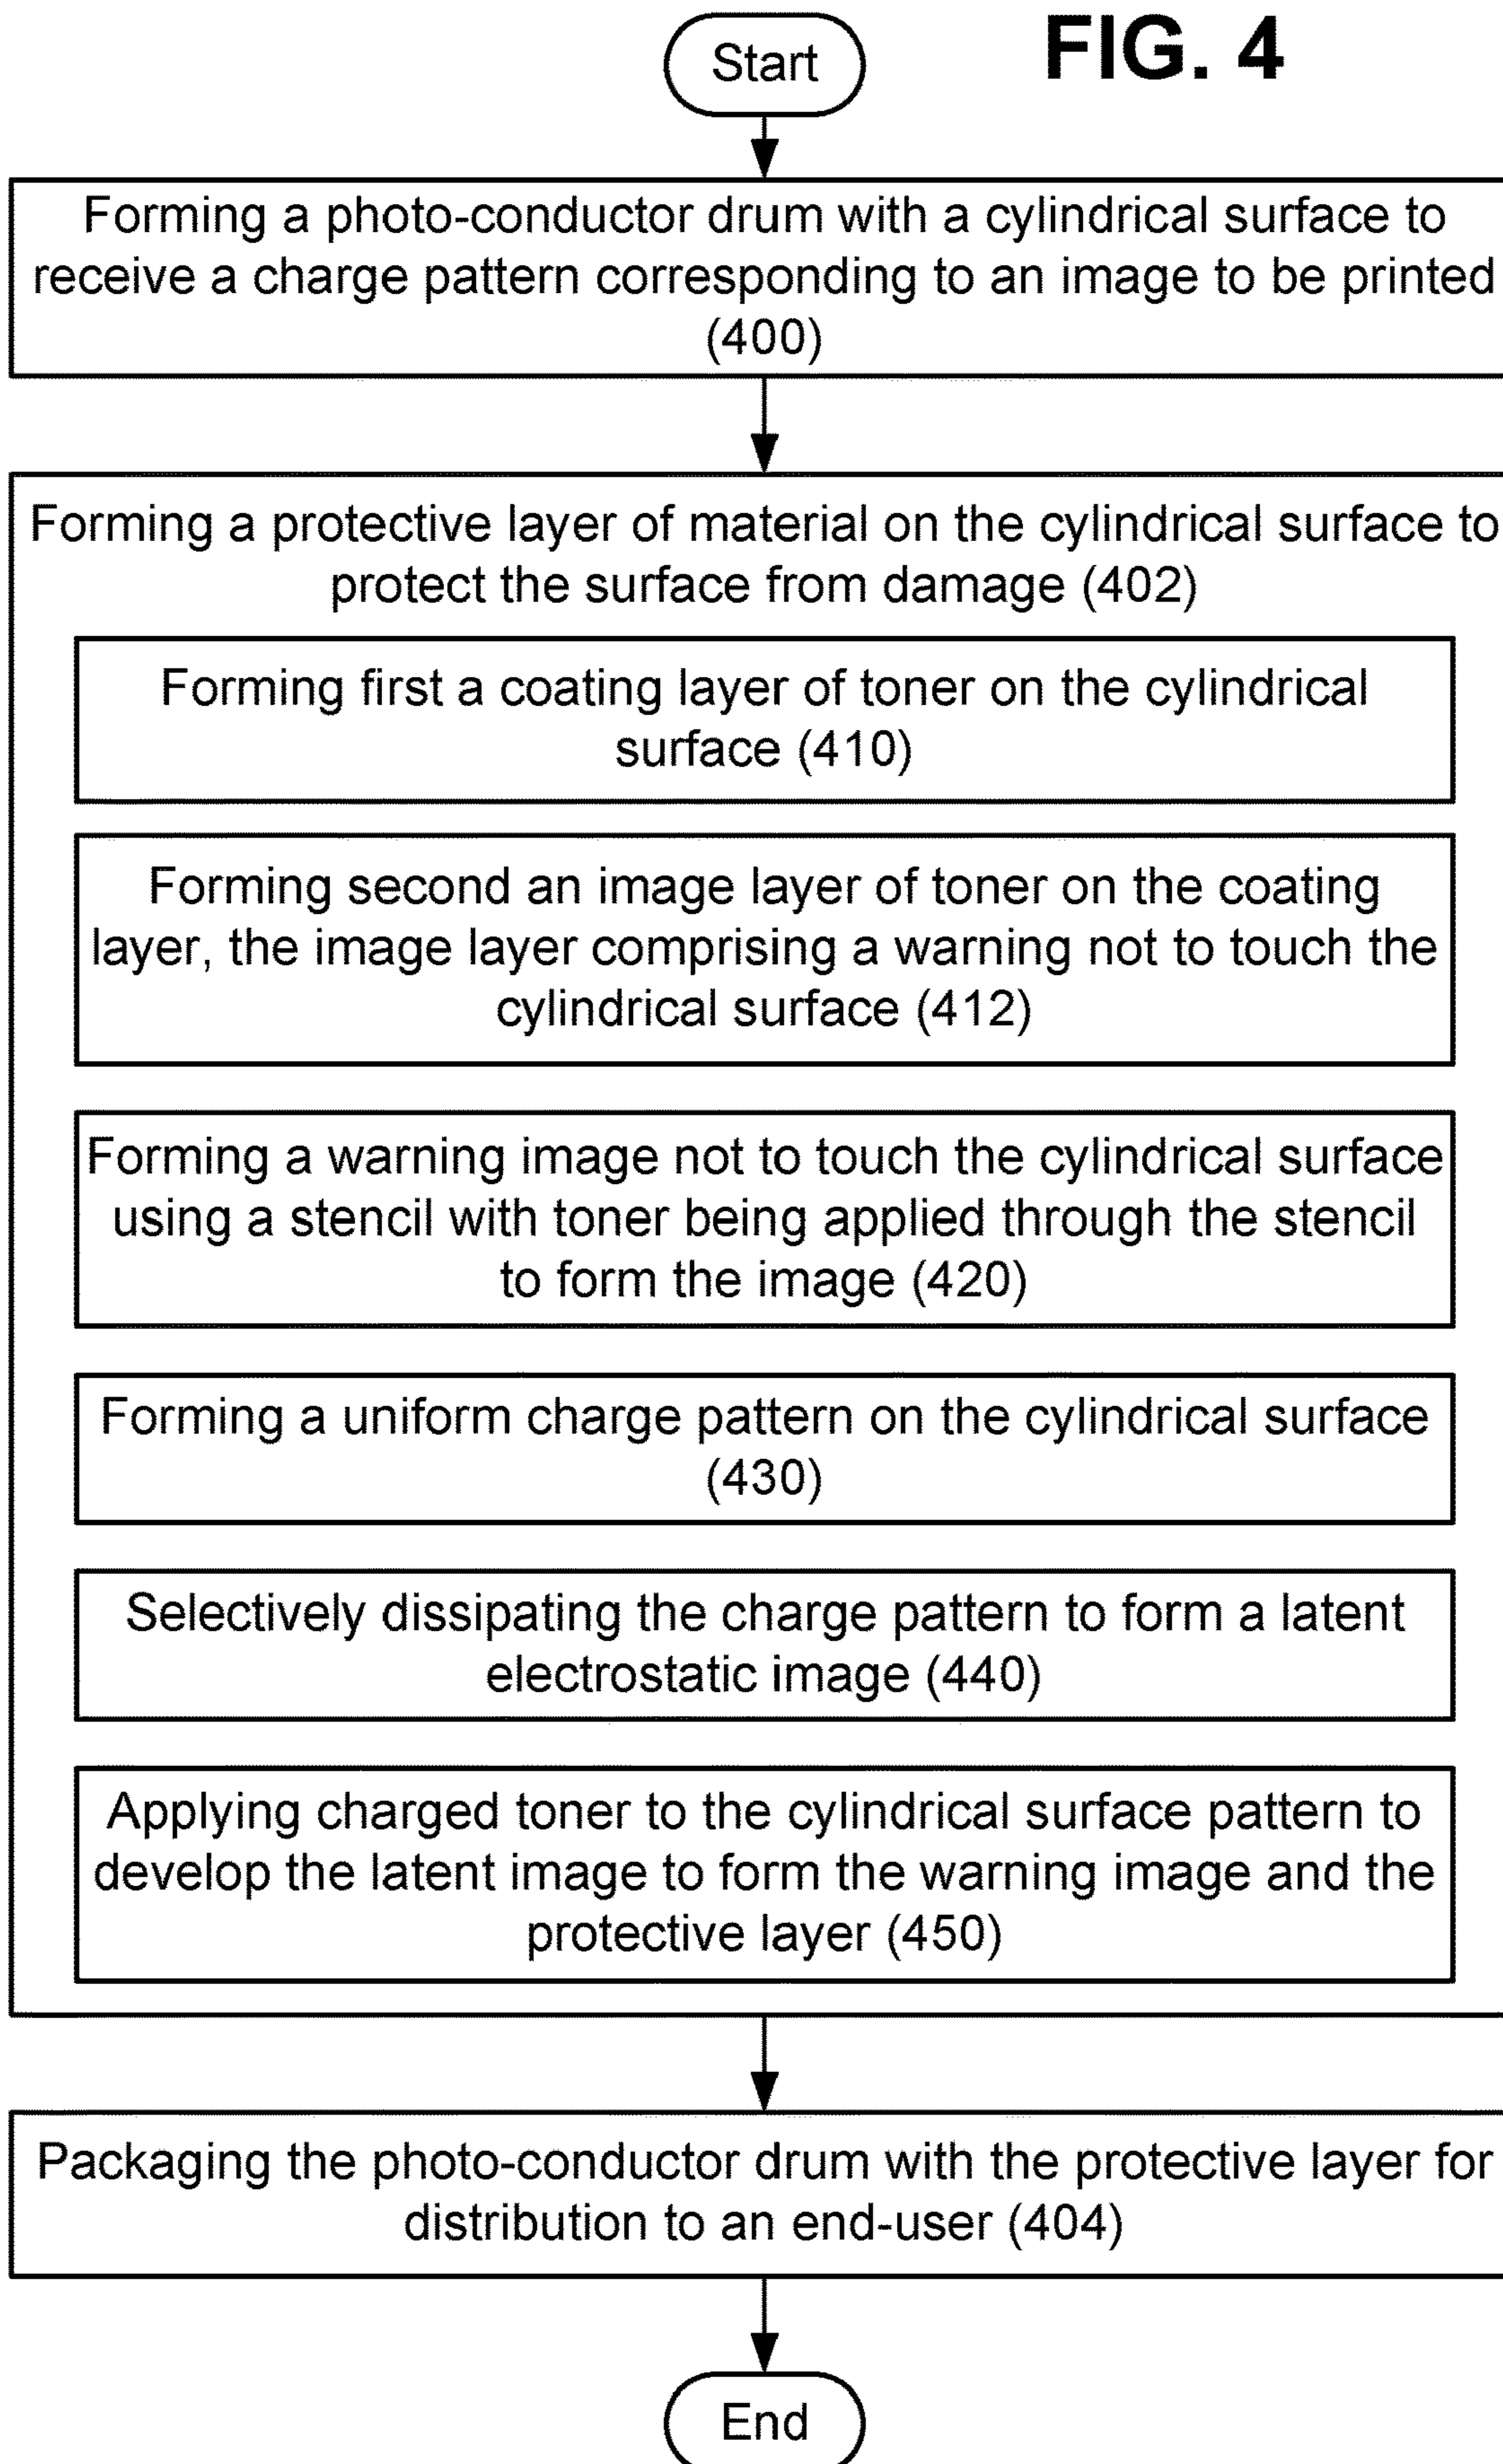 Start
FIG. 4
Forming a photo-conductor drum with a cylindrical surface to
receive a charge pattern corresponding to an image to be printed
(400)
Forming a protective layer of material on the cylindrical surface to
protect the surface from damage (402)
Forming first a coating layer of toner on the cylindrical
surface (410)
Forming second an image layer of toner on the coating
layer, the image layer comprising a warning not to touch the
cylindrical surface (412)
Forming a warning image not to touch the cylindrical surface
using a stencil with toner being applied through the stencil
to form the image (420)
Forming a uniform charge pattern on the cylindrical surface
(430)
Selectively dissipating the charge pattern to form a latent
electrostatic image (440)
Applying charged toner to the cylindrical surface pattern to
develop the latent image to form the warning image and the
protective layer (450)
Packaging the photo-conductor drum with the protective layer for
distribution to an end-user (404)
End